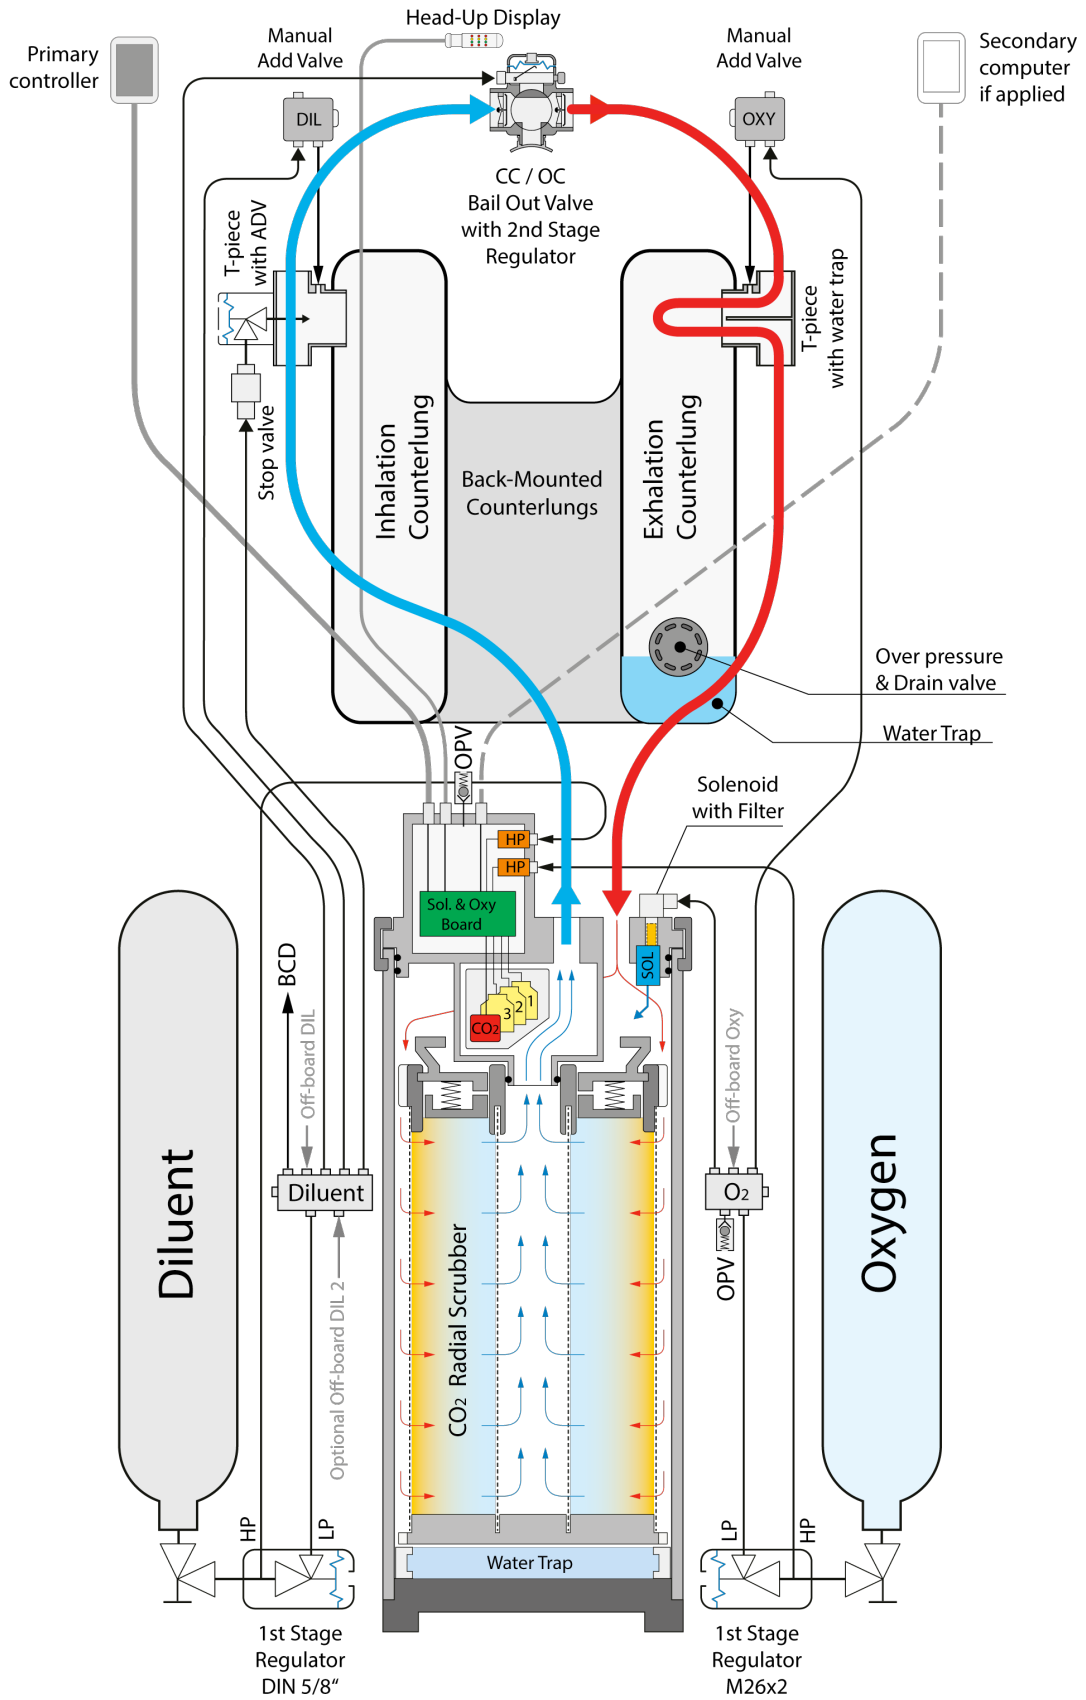 Head-Up Display
Primary
controller
Manual
Add Valve
Manual
Add Valve
Secondary
computer
if applied
DIL
OXY
CC / OC
Bail Out Valve
with 2nd Stage
Regulator
T-piece
with ADV
T-piece
with water trap
Stop valve
Inhalation
Counterlung
Back-Mounted
Counterlungs
Exhalation
Counterlung
Over pressure
& Drain valve
Water Trap
OPV
Solenoid
with Filter
HP
HP
Sol. & Oxy
Board
SOL
BCD
1
2
3
CO2
Off-board DIL
Off-board Oxy
Diluent
Diluent
O2
Oxygen
OPV
Optional Off-board DIL 2
CO2 Radial Scrubber
HP
LP
LP
HP
Water Trap
1st Stage
Regulator
DIN 5/8“
1st Stage
Regulator
M26x2